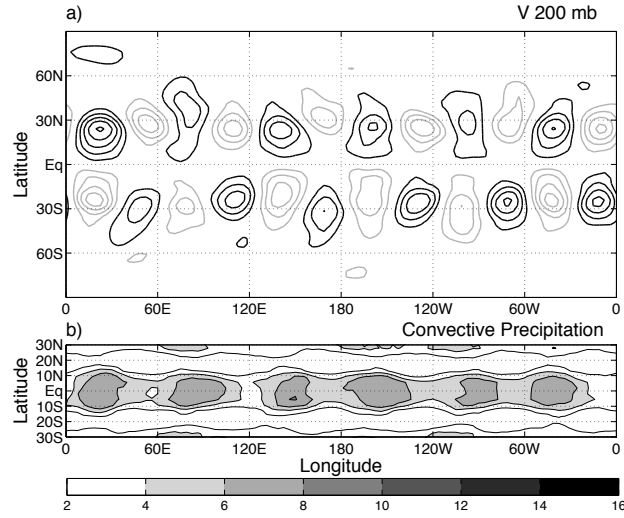 a)
V 200 mb
60N
30N
Eq
30S
60S
Latitude
0
60E
120E
180
120W
60W
0
b)
Convective Precipitation
30N
20N
10N
Eq
10S
20S
30S
Latitude
0
60E
120E
180
120W
60W
0
Longitude
2
4
6
8
10
12
14
16